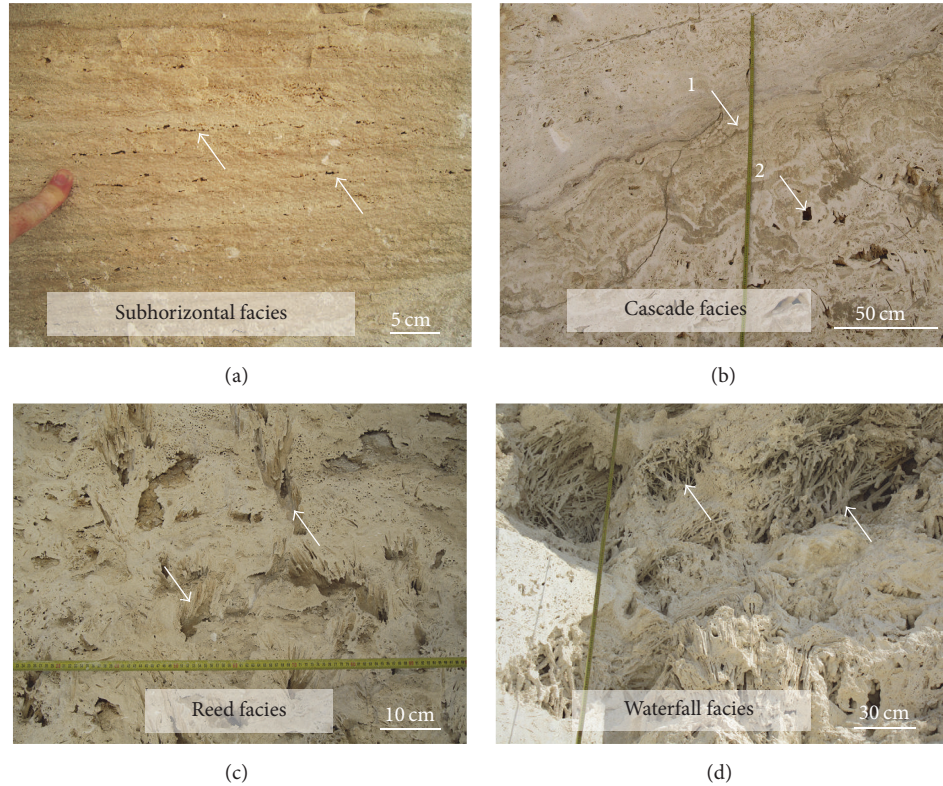 Subhorizontal facies
5 cm
(a)
1
2
Cascade facies
50 cm
(b)
Reed facies
10 cm
(c)
Waterfall facies
30 cm
(d)